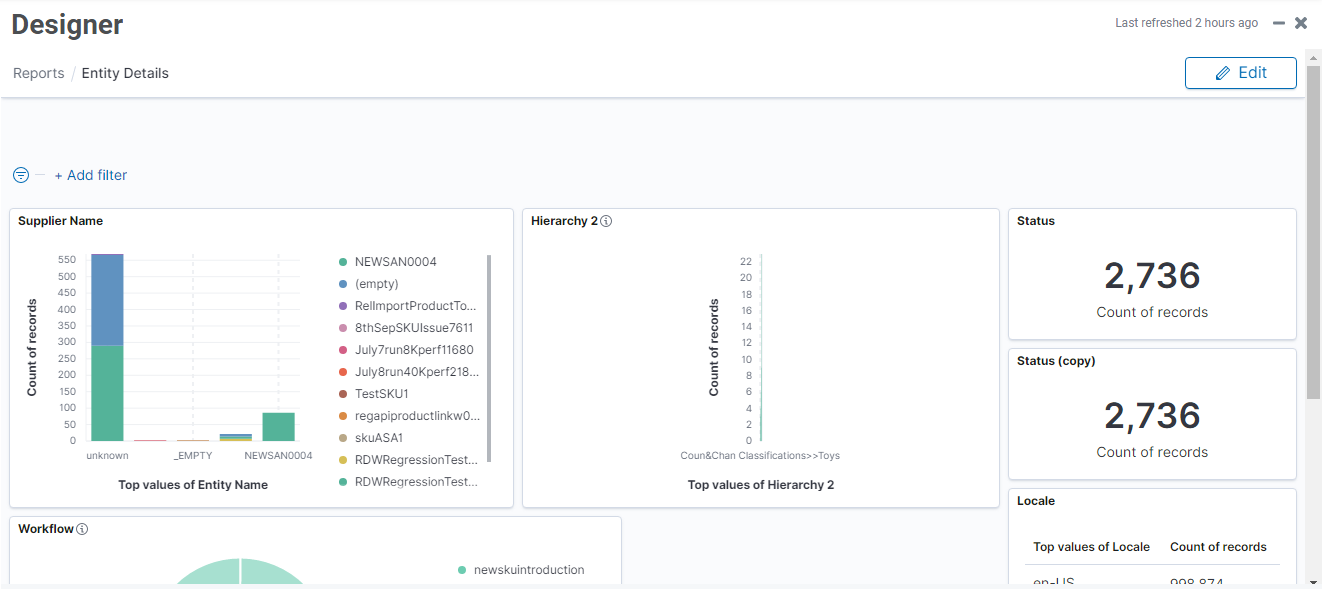 Designer
Last refreshed 2 hours ago
Reports / Entity Details
Edit
+ Add filter
Supplier Name
Count of records
550
500
450
400
350
300
250
200
150
100
50
0
unknown
_EMPTY
NEWSAN0004
Top values of Entity Name
NEWSAN0004
(empty)
RelImportProductTo...
8thSepSKUIssue7611
July7run8Kperf11680
July8run40Kperf218...
TestSKU1
regapiproductlinkw0...
skuASA1
RDWRegressionTest...
RDWRegressionTest...
Hierarchy 2
Count of records
22
20
18
16
14
12
10
8
6
4
2
0
Coun&Chan Classifications>>Toys
Top values of Hierarchy 2
Status
2,736
Count of records
Status (copy)
2,736
Count of records
Locale
Top values of Locale Count of records
en-US 998,874
Workflow
newskuintroduction